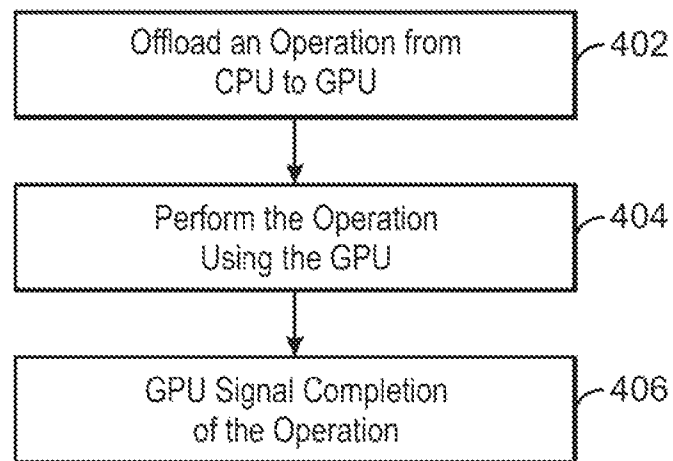 Offload an Operation from
CPU to GPU
402
Perform the Operation
Using the GPU
404
GPU Signal Completion
of the Operation
406